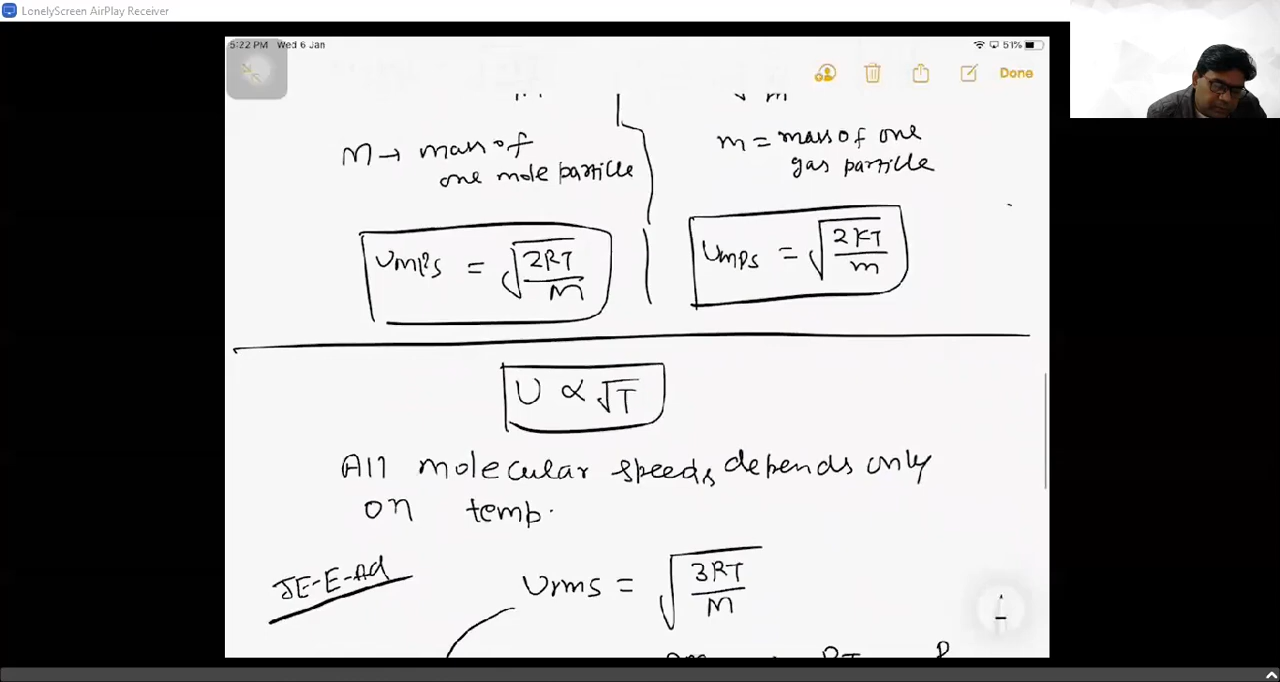 LonelyScreen AirPlay Receiver
5:22 PM Wed 6 Jan
51%
Done
√ m
M → mass of
one mole particle
m = mass of one
gas particle
Umps = √2RT/M
Umps = √2KT/m
U ∝ √T
All molecular speeds depends only
on temp.
JE-E-Ad
Urms = √3RT/M